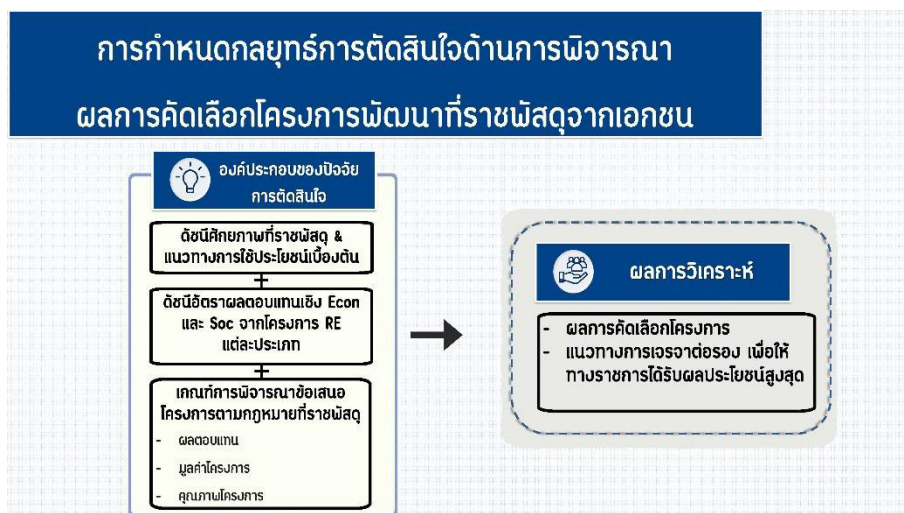 การกำหนดกลยุทธ์การตัดสินใจด้านการพิจารณา
ผลการคัดเลือกโครงการพัฒนาที่ราชพัสดุจากเอกชน
องค์ประกอบของปัจจัย
การตัดสินใจ
ดัชนีศักยภาพที่ราชพัสดุ &
แนวทางการใช้ประโยชน์เบื้องต้น
+
ดัชนีอัตราผลตอบแทนเชิง Econ
และ Soc จากโครงการ RE
แต่ละประเภท
+
เกณฑ์การพิจารณาข้อเสนอ
โครงการตามกฎหมายที่ราชพัสดุ
- ผลตอบแทน
- มูลค่าโครงการ
- คุณภาพโครงการ
ผลการวิเคราะห์
- ผลการคัดเลือกโครงการ
- แนวทางการเจรจาต่อรอง เพื่อให้
ทางราชการได้รับผลประโยชน์สูงสุด